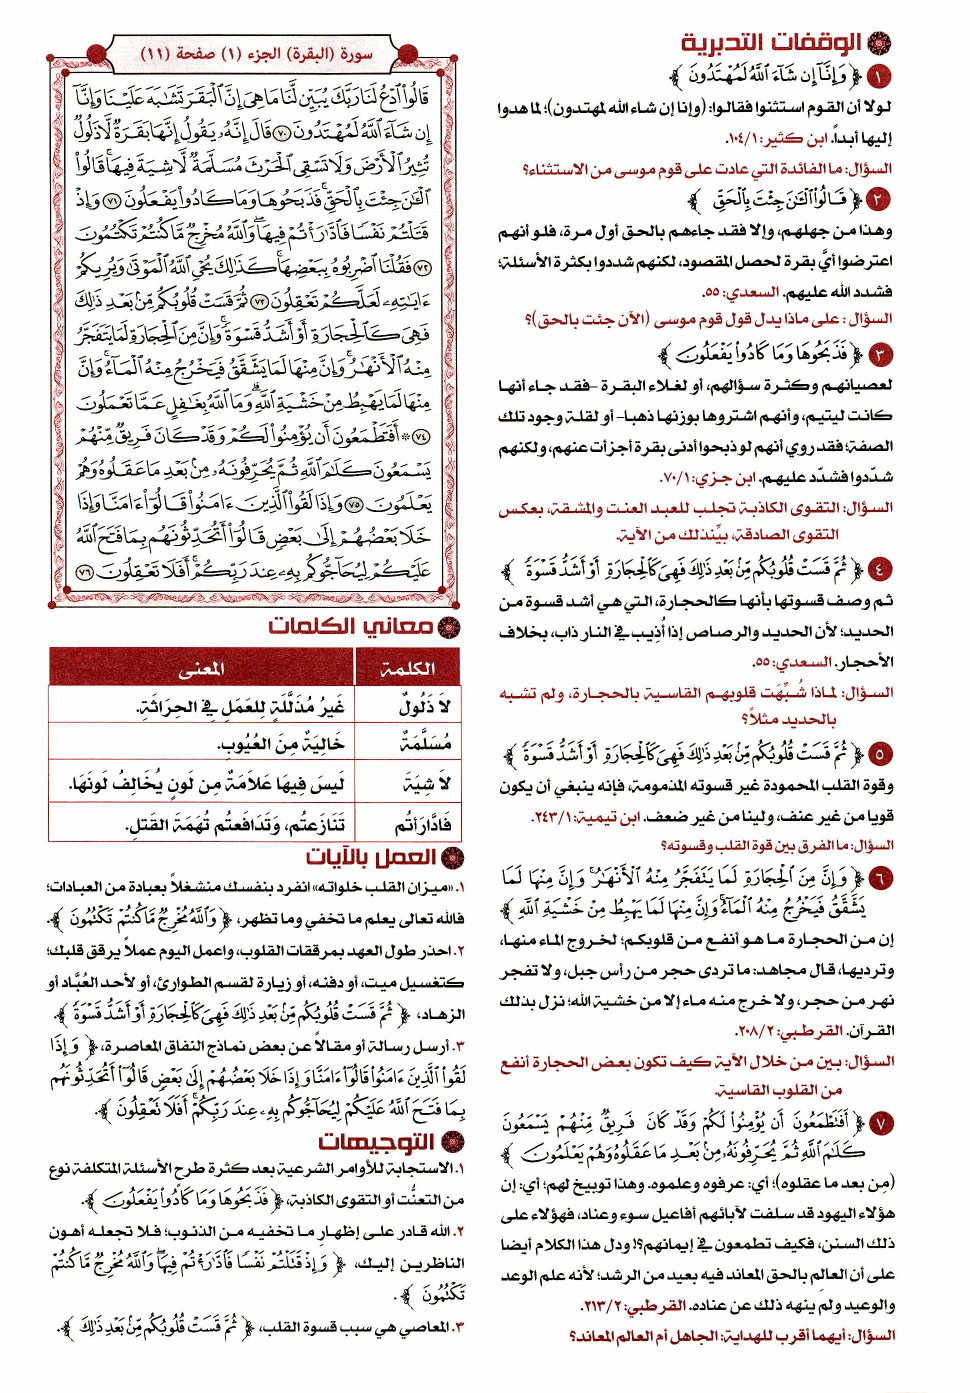 الوقفات التدبرية
١ ﴿ وَإِنَّآ إِن شَآءَ ٱللَّهُ لَمُهْتَدُونَ ﴾
لولا أن القوم استثنوا فقالوا: (وإنا إن شاء الله لمهتدون)؛ لما هدوا
إليها أبداً. ابن كثير: ١٠٤/١.
السؤال: ما الفائدة التي عادت على قوم موسى من الاستثناء؟
٢ ﴿ قَالُوا۟ ٱلْـَٰٔنَ جِئْتَ بِٱلْحَقِّ ﴾
وهذا من جهلهم، وإلا فقد جاءهم بالحق أول مرة، فلو أنهم
اعترضوا أيَّ بقرة لحصل المقصود، لكنهم شددوا بكثرة الأسئلة؛
فشدد الله عليهم. السعدي: ٥٥.
السؤال: على ماذا يدل قول قوم موسى (الآن جئت بالحق)؟
٣ ﴿ فَذَبَحُوهَا وَمَا كَادُوا۟ يَفْعَلُونَ ﴾
لعصيانهم وكثرة سؤالهم، أو لغلاء البقرة -فقد جاء أنها
كانت ليتيم، وأنهم اشتروها بوزنها ذهبا- أو لقلة وجود تلك
الصفة؛ فقد روي أنهم لو ذبحوا أدنى بقرة أجزأت عنهم، ولكنهم
شدّدوا فشدّد عليهم. ابن جزي: ٧٠/١.
السؤال: التقوى الكاذبة تجلب للعبد العنت والمشقة، بعكس
التقوى الصادقة، بيِّن ذلك من الآية.
٤ ﴿ ثُمَّ قَسَتْ قُلُوبُكُم مِّنۢ بَعْدِ ذَٰلِكَ فَهِىَ كَٱلْحِجَارَةِ أَوْ أَشَدُّ قَسْوَةً ﴾
ثم وصف قسوتها بأنها كالحجارة، التي هي أشد قسوة من
الحديد؛ لأن الحديد والرصاص إذا أُذِيب في النار ذاب، بخلاف
الأحجار. السعدي: ٥٥.
السؤال: لماذا شُبِّهَت قلوبهم القاسية بالحجارة، ولم تشبه
بالحديد مثلاً؟
٥ ﴿ ثُمَّ قَسَتْ قُلُوبُكُم مِّنۢ بَعْدِ ذَٰلِكَ فَهِىَ كَٱلْحِجَارَةِ أَوْ أَشَدُّ قَسْوَةً ﴾
وقوة القلب المحمودة غير قسوته المذمومة، فإنه ينبغي أن يكون
قويا من غير عنف، ولينا من غير ضعف. ابن تيمية: ٢٤٣/١.
السؤال: ما الفرق بين قوة القلب وقسوته؟
٦ ﴿ وَإِنَّ مِنَ ٱلْحِجَارَةِ لَمَا يَتَفَجَّرُ مِنْهُ ٱلْأَنْهَٰرُ ۚ وَإِنَّ مِنْهَا لَمَا
يَشَّقَّقُ فَيَخْرُجُ مِنْهُ ٱلْمَآءُ ۚ وَإِنَّ مِنْهَا لَمَا يَهْبِطُ مِنْ خَشْيَةِ ٱللَّهِ ﴾
إن من الحجارة ما هو أنفع من قلوبكم؛ لخروج الماء منها،
وترديها، قال مجاهد: ما تردى حجر من رأس جبل، ولا تفجر
نهر من حجر، ولا خرج منه ماء إلا من خشية الله؛ نزل بذلك
القرآن. القرطبي: ٢٠٨/٢.
السؤال: بين من خلال الآية كيف تكون بعض الحجارة أنفع
من القلوب القاسية.
٧ ﴿ أَفَتَطْمَعُونَ أَن يُؤْمِنُوا۟ لَكُمْ وَقَدْ كَانَ فَرِيقٌ مِّنْهُمْ يَسْمَعُونَ
كَلَٰمَ ٱللَّهِ ثُمَّ يُحَرِّفُونَهُۥ مِنۢ بَعْدِ مَا عَقَلُوهُ وَهُمْ يَعْلَمُونَ ﴾
(من بعد ما عقلوه)؛ أي: عرفوه وعلموه. وهذا توبيخ لهم؛ أي: إن
هؤلاء اليهود قد سلفت لآبائهم أفاعيل سوء وعناد، فهؤلاء على
ذلك السنن، فكيف تطمعون في إيمانهم؟! ودل هذا الكلام أيضا
على أن العالم بالحق المعاند فيه بعيد من الرشد؛ لأنه علم الوعد
والوعيد ولم ينهه ذلك عن عناده. القرطبي: ٢١٣/٢.
السؤال: أيهما أقرب للهداية: الجاهل أم العالم المعاند؟
سورة (البقرة) الجزء (١) صفحة (١١)
قَالُوا۟ ٱدْعُ لَنَا رَبَّكَ يُبَيِّن لَّنَا مَا هِىَ إِنَّ ٱلْبَقَرَ تَشَٰبَهَ عَلَيْنَا وَإِنَّآ
إِن شَآءَ ٱللَّهُ لَمُهْتَدُونَ ٧٠ قَالَ إِنَّهُۥ يَقُولُ إِنَّهَا بَقَرَةٌ لَّا ذَلُولٌ
تُثِيرُ ٱلْأَرْضَ وَلَا تَسْقِى ٱلْحَرْثَ مُسَلَّمَةٌ لَّا شِيَةَ فِيهَا ۚ قَالُوا۟
ٱلْـَٰٔنَ جِئْتَ بِٱلْحَقِّ ۚ فَذَبَحُوهَا وَمَا كَادُوا۟ يَفْعَلُونَ ٧١ وَإِذْ
قَتَلْتُمْ نَفْسًا فَٱدَّٰرَْٰٔتُمْ فِيهَا ۖ وَٱللَّهُ مُخْرِجٌ مَّا كُنتُمْ تَكْتُمُونَ
٧٢ فَقُلْنَا ٱضْرِبُوهُ بِبَعْضِهَا ۚ كَذَٰلِكَ يُحْىِ ٱللَّهُ ٱلْمَوْتَىٰ وَيُرِيكُمْ
ءَايَٰتِهِۦ لَعَلَّكُمْ تَعْقِلُونَ ٧٣ ثُمَّ قَسَتْ قُلُوبُكُم مِّنۢ بَعْدِ ذَٰلِكَ
فَهِىَ كَٱلْحِجَارَةِ أَوْ أَشَدُّ قَسْوَةً ۚ وَإِنَّ مِنَ ٱلْحِجَارَةِ لَمَا يَتَفَجَّرُ
مِنْهُ ٱلْأَنْهَٰرُ ۚ وَإِنَّ مِنْهَا لَمَا يَشَّقَّقُ فَيَخْرُجُ مِنْهُ ٱلْمَآءُ ۚ وَإِنَّ
مِنْهَا لَمَا يَهْبِطُ مِنْ خَشْيَةِ ٱللَّهِ ۗ وَمَا ٱللَّهُ بِغَٰفِلٍ عَمَّا تَعْمَلُونَ
٧٤ ۞ أَفَتَطْمَعُونَ أَن يُؤْمِنُوا۟ لَكُمْ وَقَدْ كَانَ فَرِيقٌ مِّنْهُمْ
يَسْمَعُونَ كَلَٰمَ ٱللَّهِ ثُمَّ يُحَرِّفُونَهُۥ مِنۢ بَعْدِ مَا عَقَلُوهُ وَهُمْ
يَعْلَمُونَ ٧٥ وَإِذَا لَقُوا۟ ٱلَّذِينَ ءَامَنُوا۟ قَالُوٓا۟ ءَامَنَّا وَإِذَا
خَلَا بَعْضُهُمْ إِلَىٰ بَعْضٍ قَالُوٓا۟ أَتُحَدِّثُونَهُم بِمَا فَتَحَ ٱللَّهُ
عَلَيْكُمْ لِيُحَآجُّوكُم بِهِۦ عِندَ رَبِّكُمْ ۚ أَفَلَا تَعْقِلُونَ ٧٦
معاني الكلمات
الكلمة المعنى
لاَ ذَلُولٌ غَيرُ مُذَلَّلَةٍ لِلعَمَلِ فِي الحِرَاثَةِ.
مُسَلَّمَةٌ خَالِيَةٌ مِنَ العُيُوبِ.
لاَ شِيَةَ لَيسَ فِيهَا عَلاَمَةٌ مِن لَونٍ يُخَالِفُ لَونَهَا.
فَادَّارَأتُم تَنَازَعتُم، وَتَدَافَعتُم تُهَمَةَ القَتلِ.
العمل بالآيات
١. «ميزان القلب خلواته» انفرد بنفسك منشغلاً بعبادة من العبادات؛
فالله تعالى يعلم ما تخفي وما تظهر، ﴿ وَٱللَّهُ مُخْرِجٌ مَّا كُنتُمْ تَكْتُمُونَ ﴾.
٢. احذر طول العهد بمرققات القلوب، واعمل اليوم عملاً يرقق قلبك؛
كتغسيل ميت، أو دفنه، أو زيارة لقسم الطوارئ، أو لأحد العُبَّاد أو
الزهاد، ﴿ ثُمَّ قَسَتْ قُلُوبُكُم مِّنۢ بَعْدِ ذَٰلِكَ فَهِىَ كَٱلْحِجَارَةِ أَوْ أَشَدُّ قَسْوَةً ﴾.
٣. أرسل رسالة أو مقالاً عن بعض نماذج النفاق المعاصرة، ﴿ وَإِذَا
لَقُوا۟ ٱلَّذِينَ ءَامَنُوا۟ قَالُوٓا۟ ءَامَنَّا وَإِذَا خَلَا بَعْضُهُمْ إِلَىٰ بَعْضٍ قَالُوٓا۟ أَتُحَدِّثُونَهُم
بِمَا فَتَحَ ٱللَّهُ عَلَيْكُمْ لِيُحَآجُّوكُم بِهِۦ عِندَ رَبِّكُمْ ۚ أَفَلَا تَعْقِلُونَ ﴾.
التوجيهات
١. الاستجابة للأوامر الشرعية بعد كثرة طرح الأسئلة المتكلفة نوع
من التعنُّت أو التقوى الكاذبة، ﴿ فَذَبَحُوهَا وَمَا كَادُوا۟ يَفْعَلُونَ ﴾.
٢. الله قادر على إظهار ما تخفيه من الذنوب؛ فلا تجعله أهون
الناظرين إليك، ﴿ وَإِذْ قَتَلْتُمْ نَفْسًا فَٱدَّٰرَْٰٔتُمْ فِيهَا ۖ وَٱللَّهُ مُخْرِجٌ مَّا كُنتُمْ
تَكْتُمُونَ ﴾.
٣. المعاصي هي سبب قسوة القلب، ﴿ ثُمَّ قَسَتْ قُلُوبُكُم مِّنۢ بَعْدِ ذَٰلِكَ ﴾.